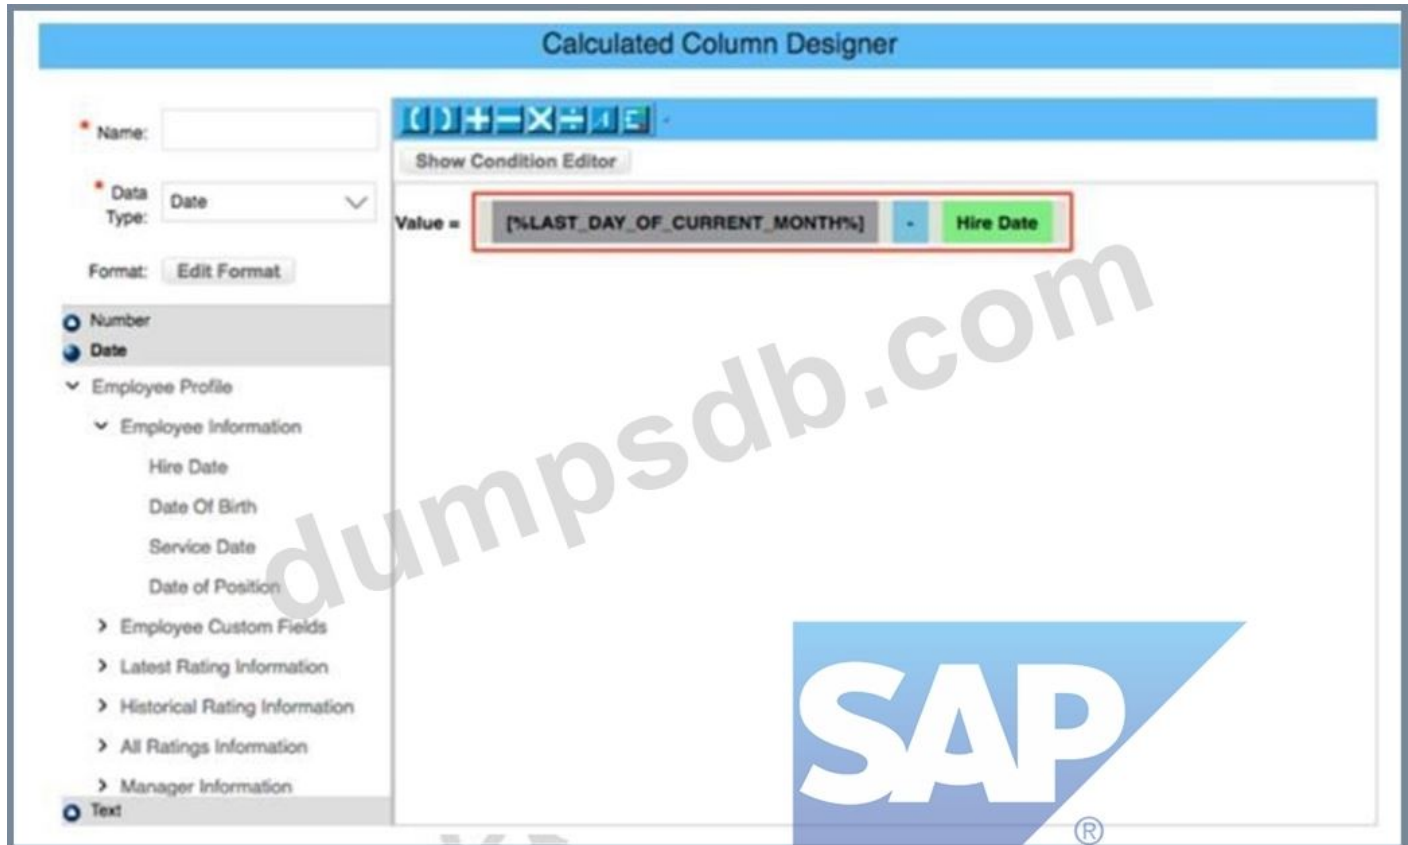 Calculated Column Designer
* Name:
* Data Type: Date
Format: Edit Format
Number
Date
Employee Profile
Employee Information
Hire Date
Date Of Birth
Service Date
Date of Position
Employee Custom Fields
Latest Rating Information
Historical Rating Information
All Ratings Information
Manager Information
Text
Show Condition Editor
Value = [%LAST_DAY_OF_CURRENT_MONTH%] - Hire Date
dumpsdb.com
SAP
®